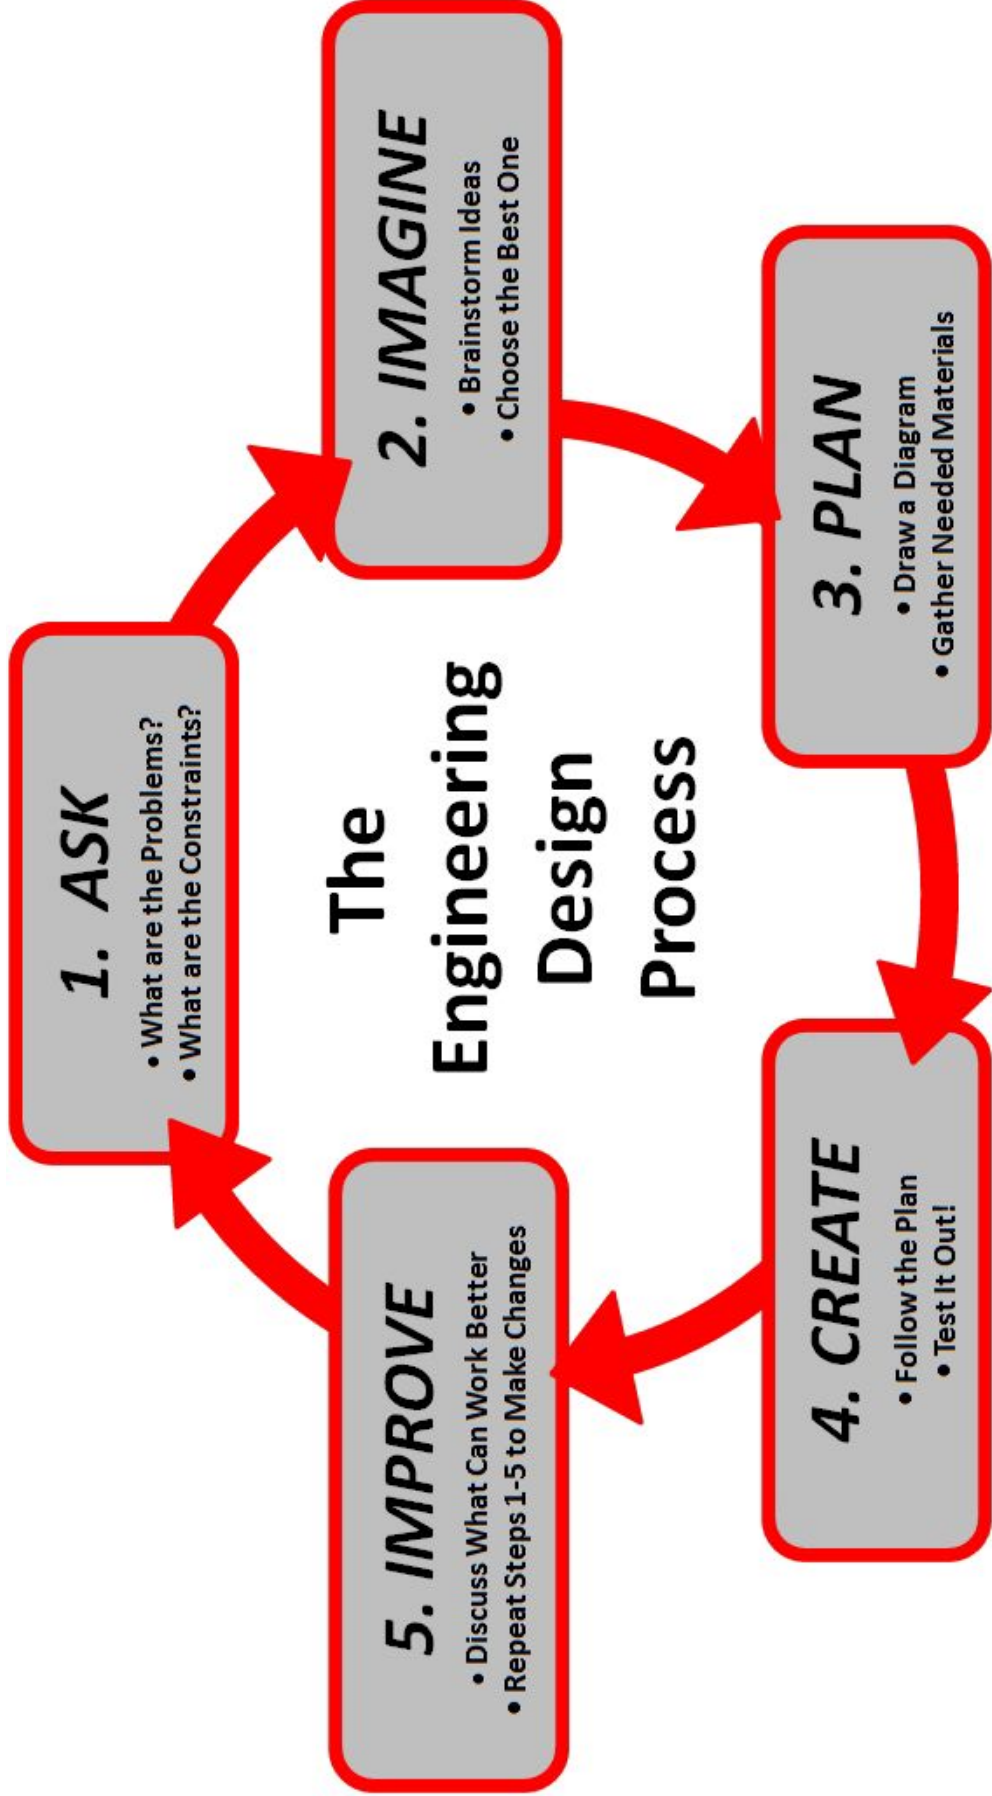 The
Engineering
Design
Process
1. ASK
• What are the Problems?
• What are the Constraints?
2. IMAGINE
• Brainstorm Ideas
• Choose the Best One
3. PLAN
• Draw a Diagram
• Gather Needed Materials
4. CREATE
• Follow the Plan
• Test It Out!
5. IMPROVE
• Discuss What Can Work Better
• Repeat Steps 1-5 to Make Changes